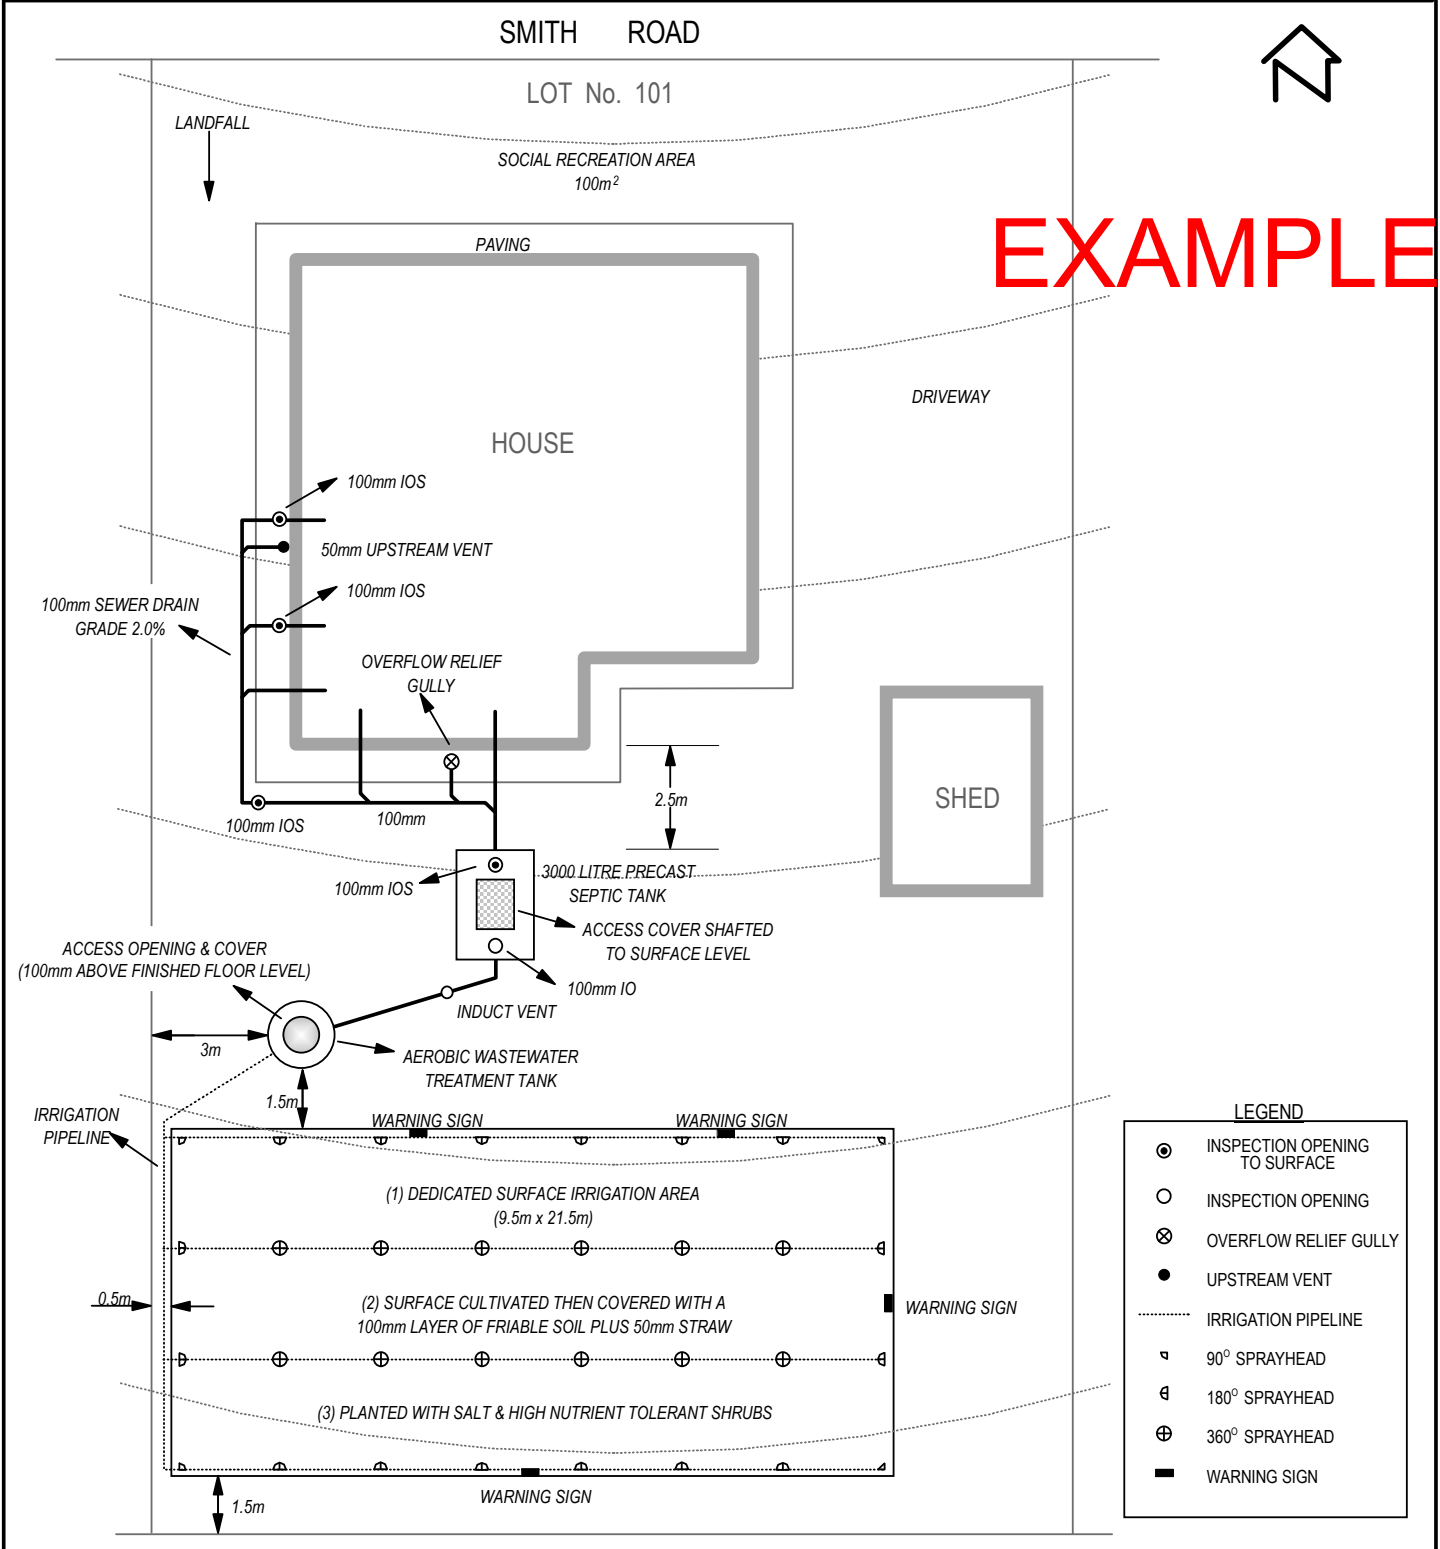 SMITH ROAD
LOT No. 101
LANDFALL
SOCIAL RECREATION AREA
100m²
EXAMPLE
PAVING
DRIVEWAY
HOUSE
100mm IOS
50mm UPSTREAM VENT
100mm IOS
100mm SEWER DRAIN
GRADE 2.0%
OVERFLOW RELIEF
GULLY
2.5m
SHED
100mm IOS
100mm
100mm IOS
3000 LITRE PRECAST
SEPTIC TANK
ACCESS COVER SHAFTED
TO SURFACE LEVEL
ACCESS OPENING & COVER
(100mm ABOVE FINISHED FLOOR LEVEL)
100mm IO
INDUCT VENT
3m
AEROBIC WASTEWATER
TREATMENT TANK
1.5m
IRRIGATION
PIPELINE
WARNING SIGN
WARNING SIGN
(1) DEDICATED SURFACE IRRIGATION AREA
(9.5m x 21.5m)
0.5m
(2) SURFACE CULTIVATED THEN COVERED WITH A
100mm LAYER OF FRIABLE SOIL PLUS 50mm STRAW
WARNING SIGN
(3) PLANTED WITH SALT & HIGH NUTRIENT TOLERANT SHRUBS
WARNING SIGN
1.5m
LEGEND
INSPECTION OPENING
TO SURFACE
INSPECTION OPENING
OVERFLOW RELIEF GULLY
UPSTREAM VENT
IRRIGATION PIPELINE
90° SPRAYHEAD
180° SPRAYHEAD
360° SPRAYHEAD
WARNING SIGN